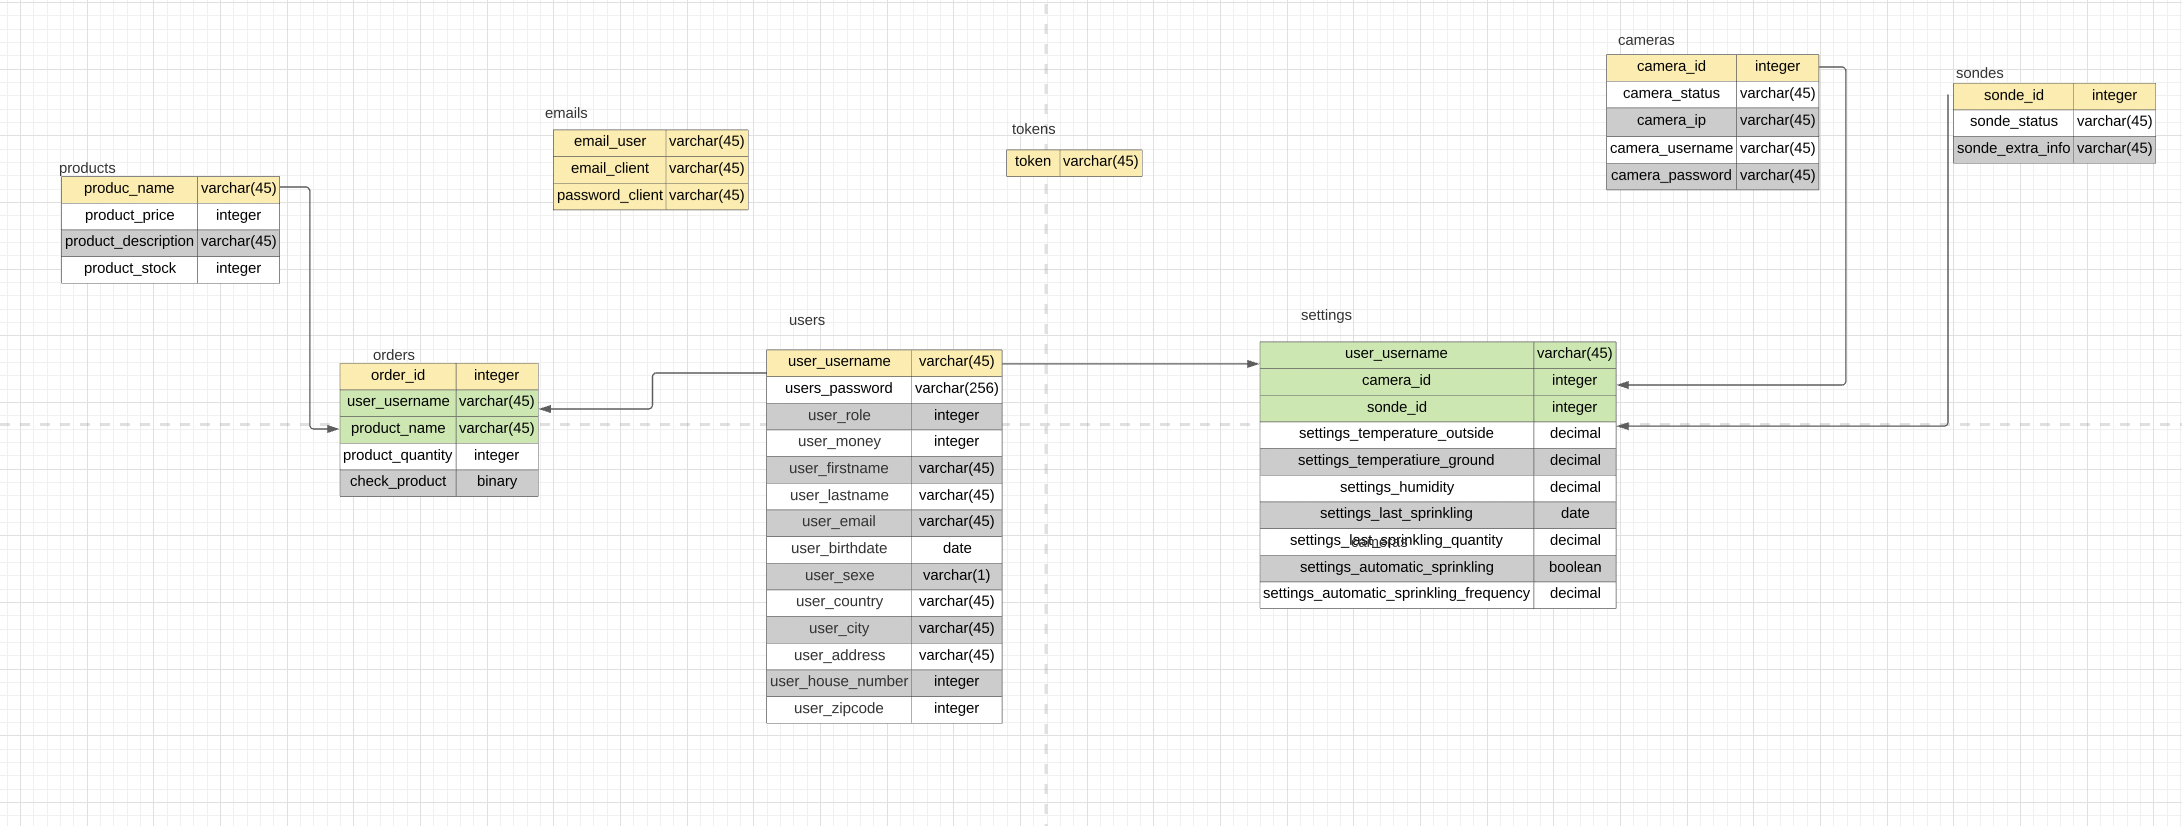 products
produc_name varchar(45)
product_price integer
product_description varchar(45)
product_stock integer
emails
email_user varchar(45)
email_client varchar(45)
password_client varchar(45)
tokens
token varchar(45)
cameras
camera_id integer
camera_status varchar(45)
camera_ip varchar(45)
camera_username varchar(45)
camera_password varchar(45)
sondes
sonde_id integer
sonde_status varchar(45)
sonde_extra_info varchar(45)
orders
order_id integer
user_username varchar(45)
product_name varchar(45)
product_quantity integer
check_product binary
users
user_username varchar(45)
users_password varchar(256)
user_role integer
user_money integer
user_firstname varchar(45)
user_lastname varchar(45)
user_email varchar(45)
user_birthdate date
user_sexe varchar(1)
user_country varchar(45)
user_city varchar(45)
user_address varchar(45)
user_house_number integer
user_zipcode integer
settings
user_username varchar(45)
camera_id integer
sonde_id integer
settings_temperature_outside decimal
settings_temperatiure_ground decimal
settings_humidity decimal
settings_last_sprinkling date
settings_last_sprinkling_quantity decimal
cameras
settings_automatic_sprinkling boolean
settings_automatic_sprinkling_frequency decimal